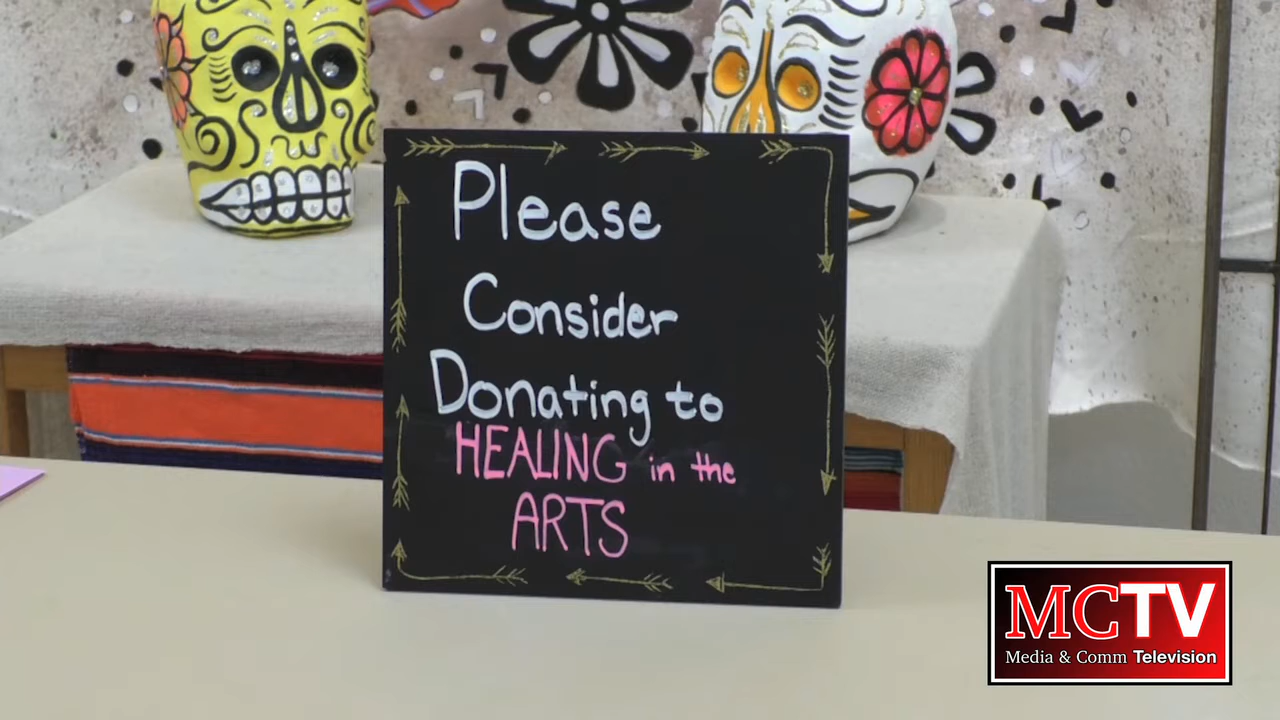 Please
Consider
Donating to
HEALING in the
ARTS
MCTV
Media & Comm Television